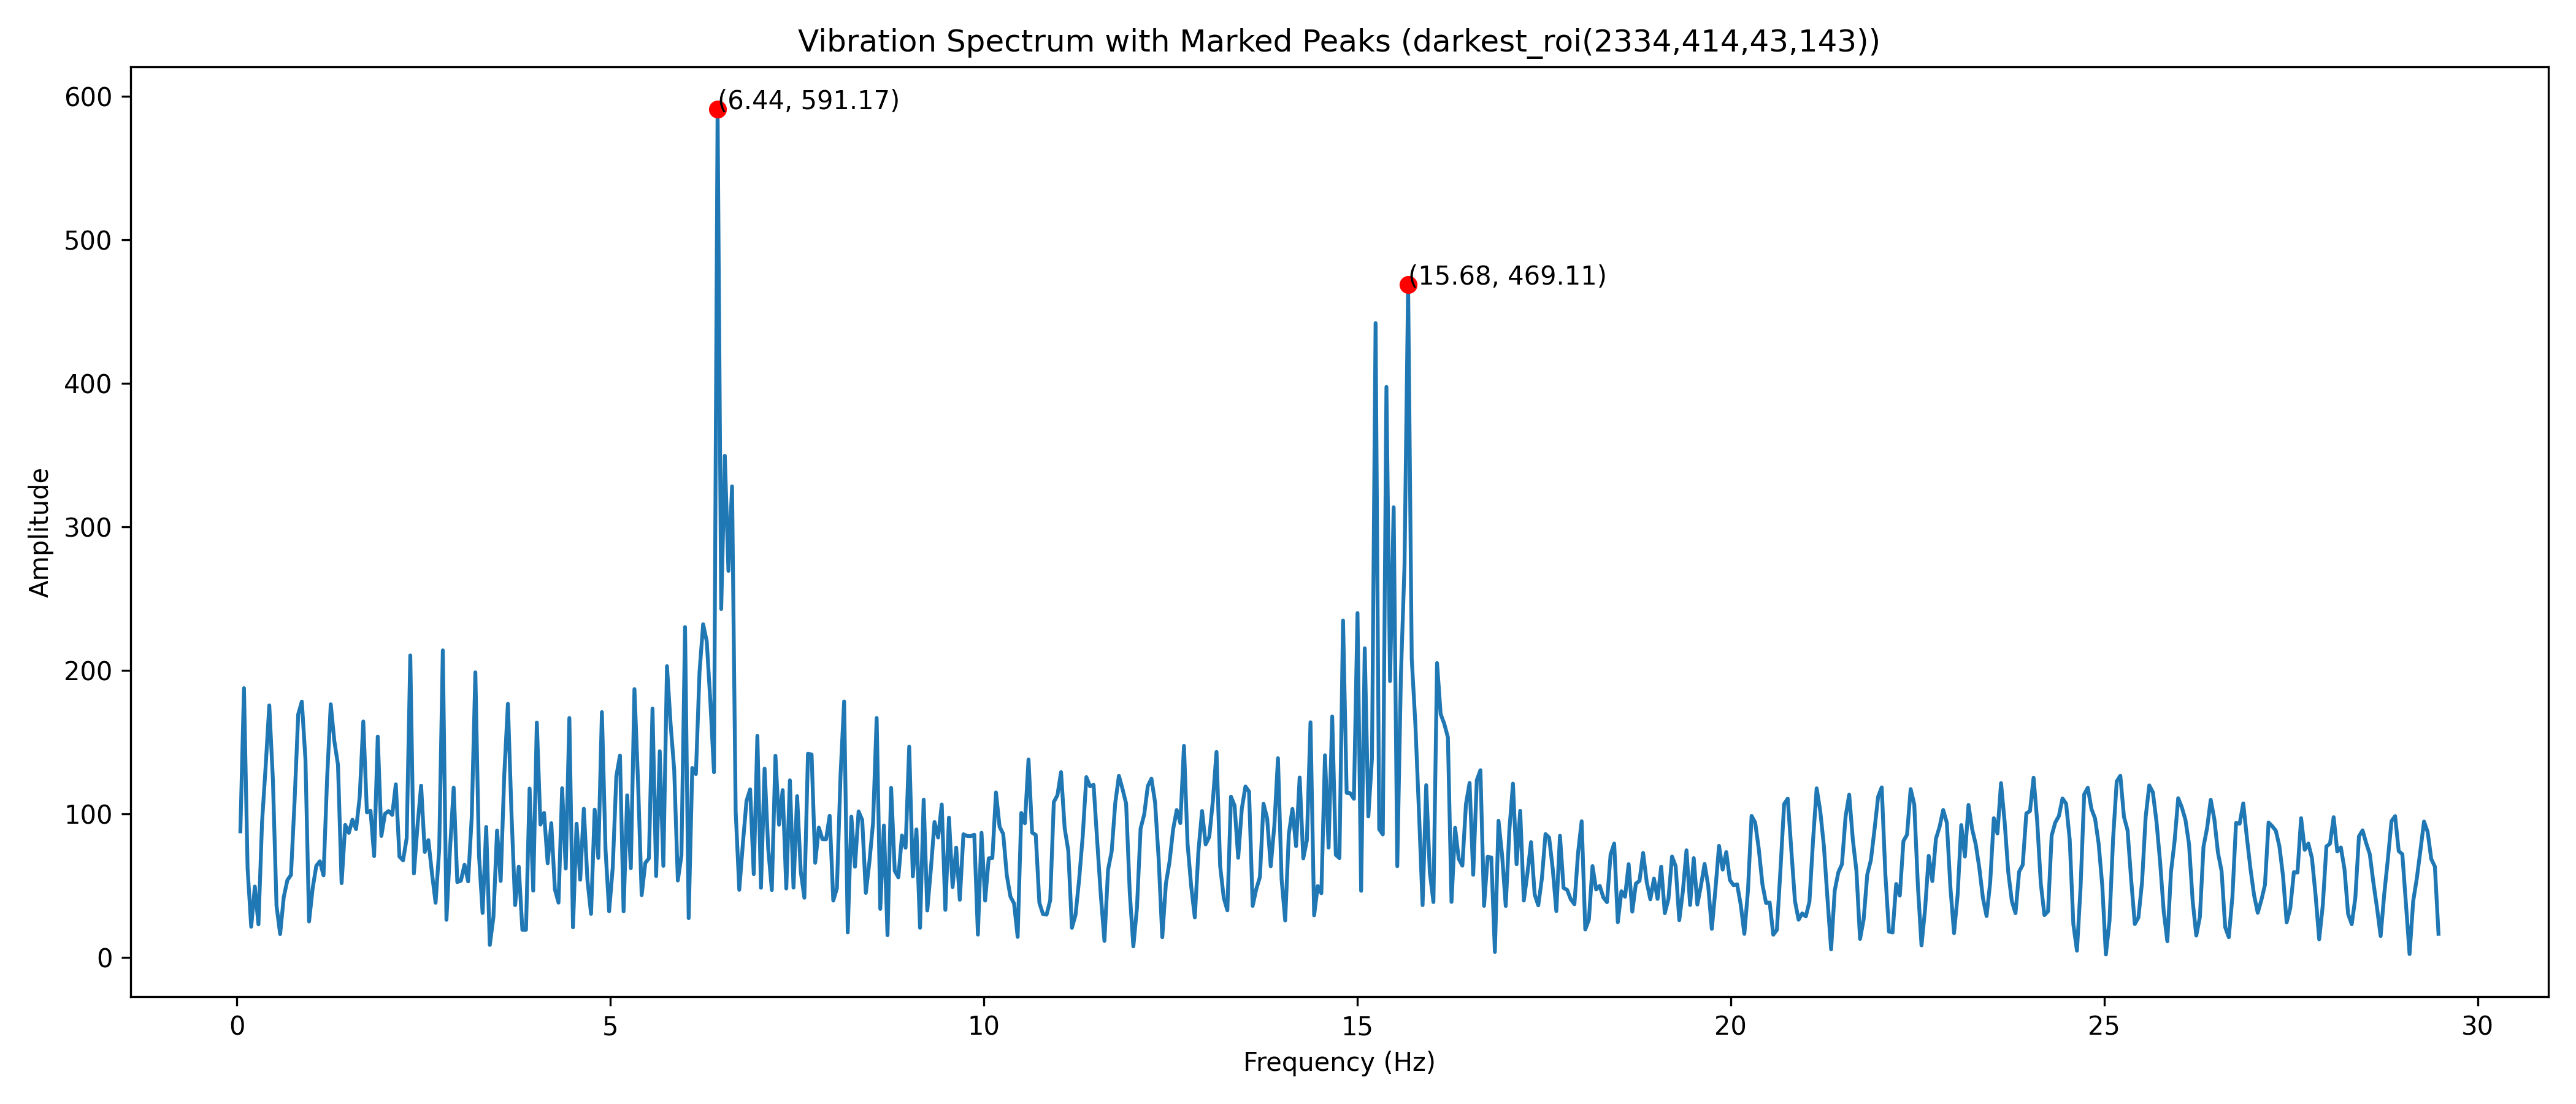 Vibration Spectrum with Marked Peaks (darkest_roi(2334,414,43,143))
600
(6.44, 591.17)
500
(15.68, 469.11)
400
300
200
100
0
Amplitude
0 5 10 15 20 25 30
Frequency (Hz)